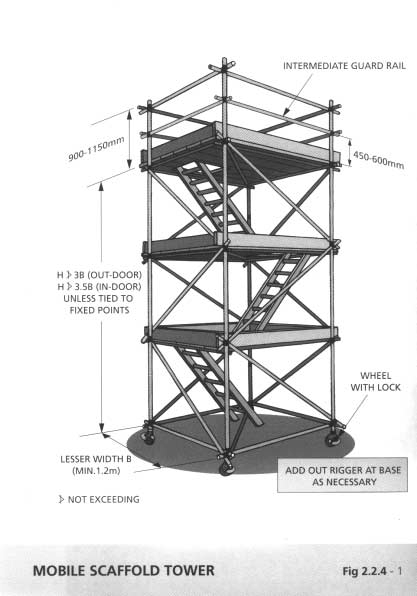 INTERMEDIATE GUARD RAIL
900-1150mm
450-600mm
H ≯ 3B (OUT-DOOR)
H ≯ 3.5B (IN-DOOR)
UNLESS TIED TO
FIXED POINTS
WHEEL
WITH LOCK
LESSER WIDTH B
(MIN.1.2m)
ADD OUT RIGGER AT BASE
AS NECESSARY
≯ NOT EXCEEDING
MOBILE SCAFFOLD TOWER
Fig 2.2.4 - 1